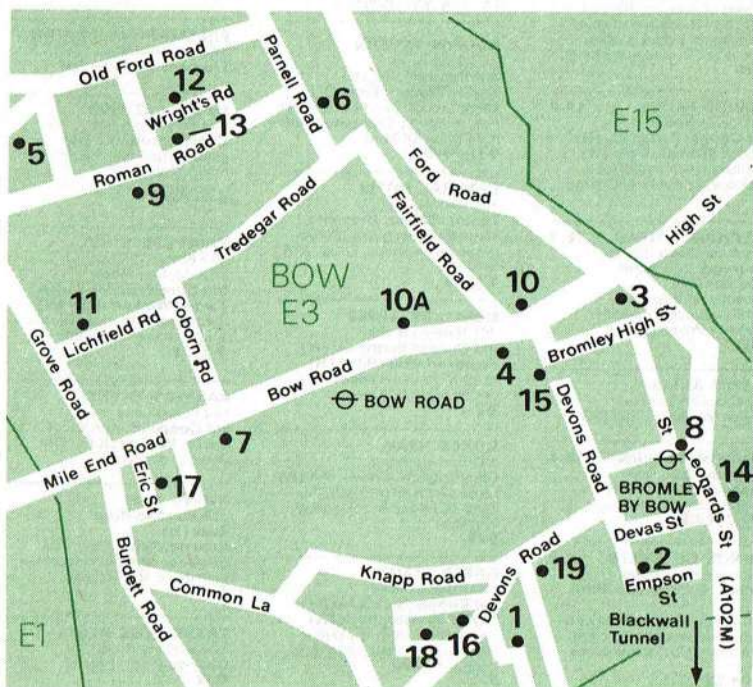 Old Ford Road
Parnell Road
12
Wright's Rd
6
13
5
Roman Road
9
E15
Ford Road
High St
Tredegar Road
Fairfield Road
BOW
E3
10A
10
3
11
Lichfield Rd
Coborn Rd
Grove Road
Bromley High St
4
15
Bow Road
BOW ROAD
7
Mile End Road
Eric St
17
Devons Road
St Leonards St
8
BROMLEY
BY BOW
14
Devas St
Burdett Road
Common La
Knapp Road
Devons Road
19
2
Empson
St
(A102M)
E1
18
16
1
Blackwall
Tunnel